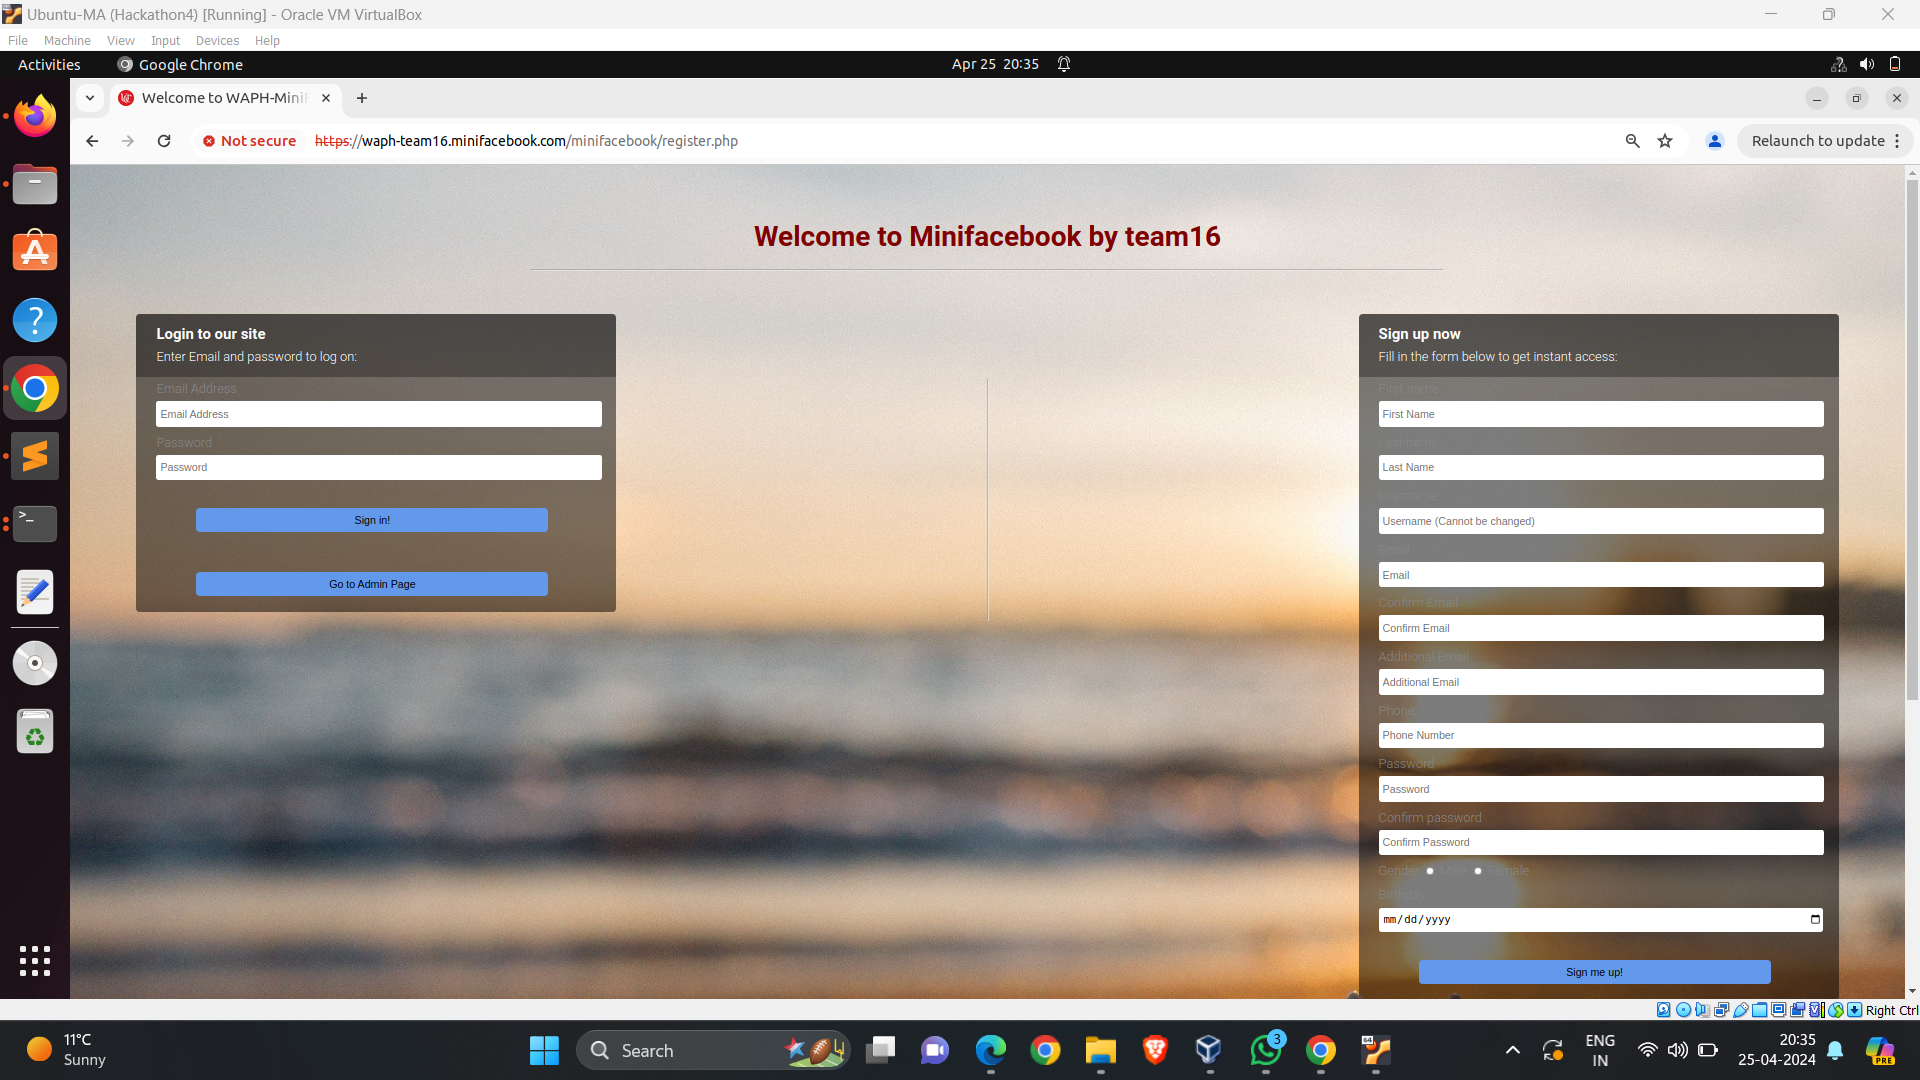 Ubuntu-MA (Hackathon4) [Running] - Oracle VM VirtualBox
File Machine View Input Devices Help
Activities Google Chrome Apr 25 20:35
Welcome to WAPH-Mini
Not secure https://waph-team16.minifacebook.com/minifacebook/register.php Relaunch to update
Welcome to Minifacebook by team16
Login to our site
Enter Email and password to log on:
Email Address
Email Address
Password
Password
Sign in!
Go to Admin Page
Sign up now
Fill in the form below to get instant access:
First name
First Name
Last name
Last Name
Username
Username (Cannot be changed)
Email
Email
Confirm Email
Confirm Email
Additional Email
Additional Email
Phone
Phone Number
Password
Password
Confirm password
Confirm Password
Gender Male Female
Birthday
mm/dd/yyyy
Sign me up!
Right Ctrl
11°C
Sunny
Search
3
64
ENG
IN
20:35
25-04-2024
PRE